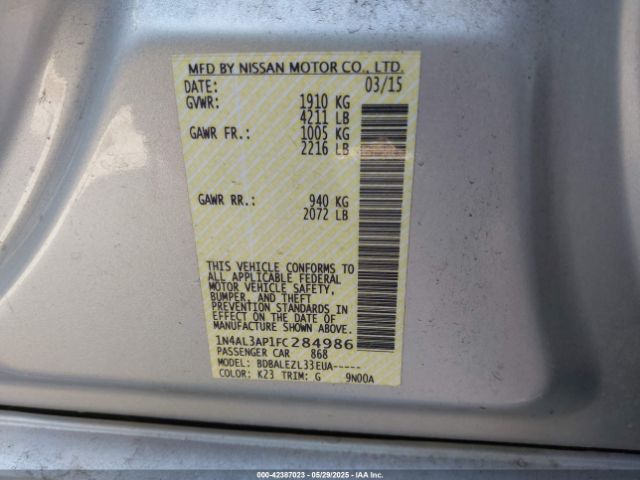 MFD BY NISSAN MOTOR CO., LTD.
DATE: 03/15
GVWR: 1910 KG
4211 LB
GAWR FR.: 1005 KG
2216 LB
GAWR RR.: 940 KG
2072 LB
THIS VEHICLE CONFORMS TO
ALL APPLICABLE FEDERAL
MOTOR VEHICLE SAFETY,
BUMPER, AND THEFT
PREVENTION STANDARDS IN
EFFECT ON THE DATE OF
MANUFACTURE SHOWN ABOVE.
1N4AL3AP1FC284986
PASSENGER CAR 868
MODEL: BDBALEZL33EUA-----
COLOR: K23 TRIM: G 9N00A
00-42387023 - 05/29/2025 - IAA, Inc.